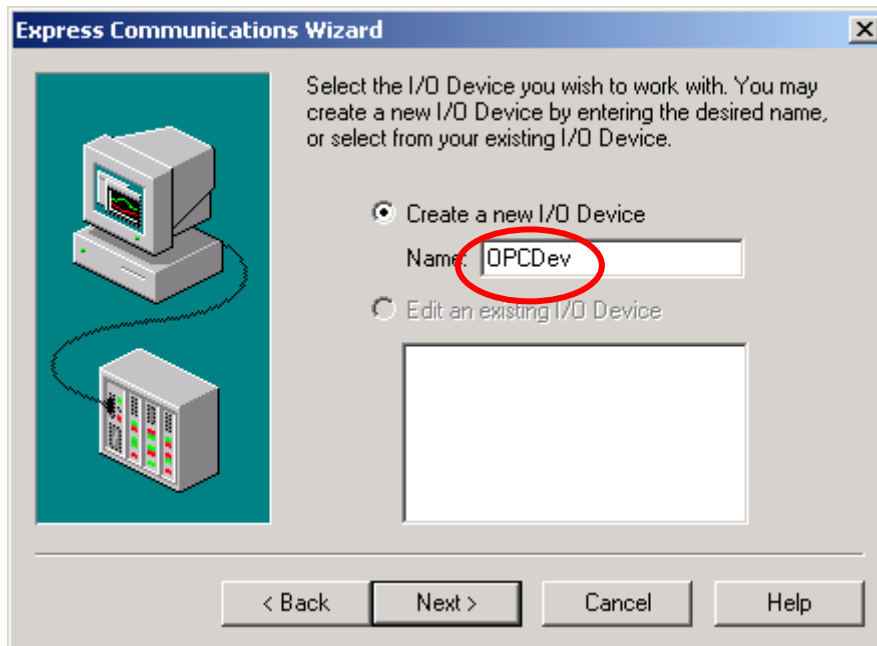 Express Communications Wizard
Select the I/O Device you wish to work with. You may
create a new I/O Device by entering the desired name,
or select from your existing I/O Device.
Create a new I/O Device
Name: OPCDev
Edit an existing I/O Device
< Back Next > Cancel Help